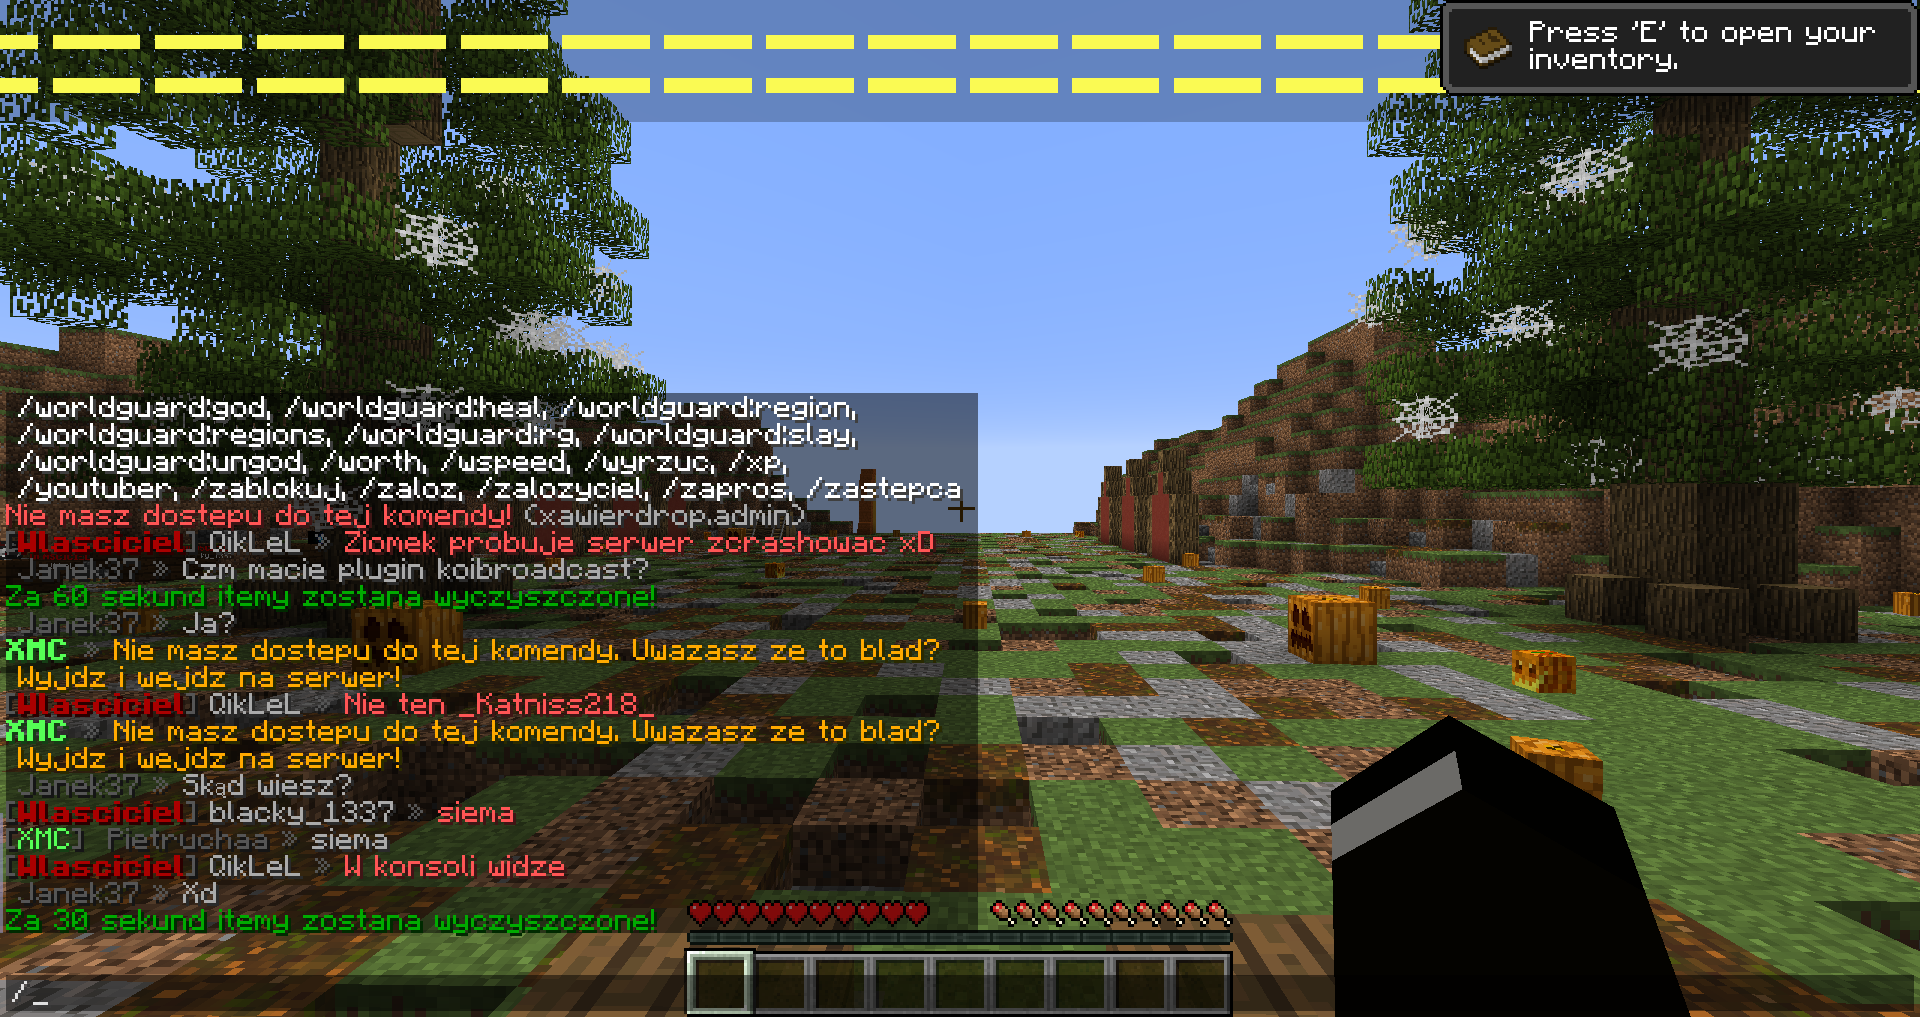 Press ‘E’ to open your
inventory.
/worldguard:god, /worldguard:heal, /worldguard:region,
/worldguard:regions, /worldguard:rg, /worldguard:slay,
/worldguard:ungod, /worth, /wspeed, /wyrzuc, /xp,
/youtuber, /zablokuj, /zaloz, /zalozyciel, /zapros, /zastepca
Nie masz dostepu do tej komendy! (xawierdrop.admin)
[Wlasciciel] QikLeL » Ziomek probuje serwer zcrashowac xD
Janek37 » Czm macie plugin koibroadcast?
Za 60 sekund itemy zostana wyczyszczone!
Janek37 » Ja?
XMC » Nie masz dostepu do tej komendy. Uwazasz ze to blad?
Wyjdz i wejdz na serwer!
[Wlasciciel] QikLeL » Nie ten _Katniss218_
XMC » Nie masz dostepu do tej komendy. Uwazasz ze to blad?
Wyjdz i wejdz na serwer!
Janek37 » Skąd wiesz?
[Wlasciciel] blacky_1337 » siema
[XMC] Pietruchaa » siema
[Wlasciciel] QikLeL » W konsoli widze
Janek37 » Xd
Za 30 sekund itemy zostana wyczyszczone!
/_